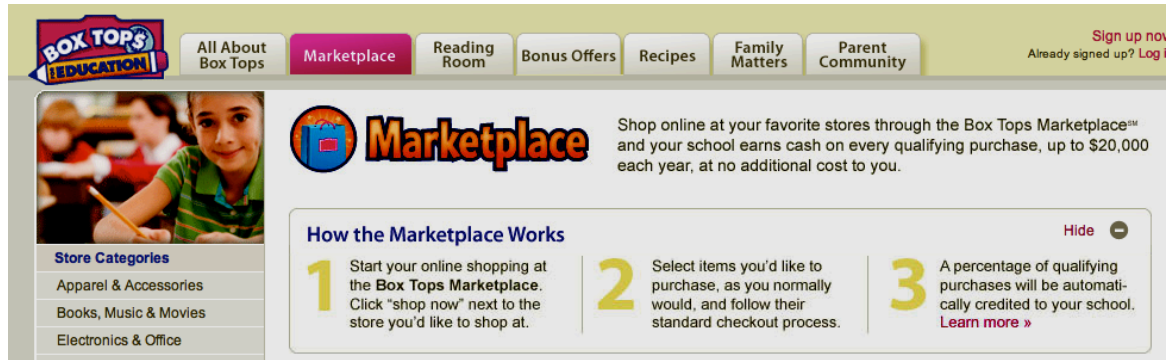 BOX TOPS
FOR EDUCATION
All About
Box Tops
Marketplace
Reading
Room
Bonus Offers
Recipes
Family
Matters
Parent
Community
Sign up now
Already signed up? Log i
Marketplace
Shop online at your favorite stores through the Box Tops Marketplace℠
and your school earns cash on every qualifying purchase, up to $20,000
each year, at no additional cost to you.
How the Marketplace Works
Hide
1
Start your online shopping at
the Box Tops Marketplace.
Click “shop now” next to the
store you’d like to shop at.
2
Select items you’d like to
purchase, as you normally
would, and follow their
standard checkout process.
3
A percentage of qualifying
purchases will be automati-
cally credited to your school.
Learn more »
Store Categories
Apparel & Accessories
Books, Music & Movies
Electronics & Office